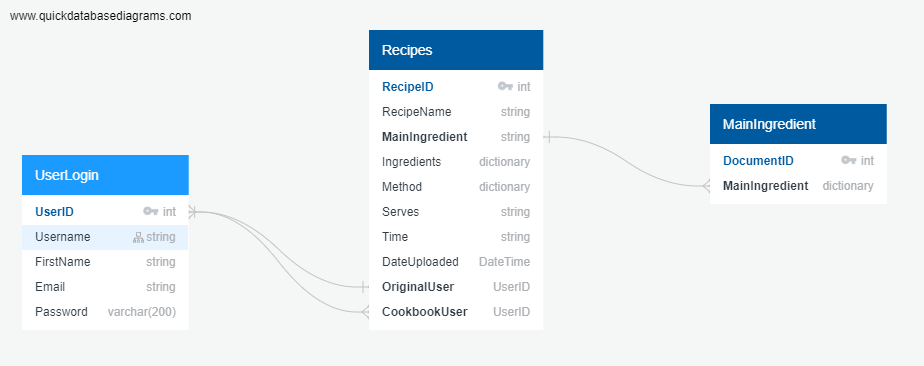 www.quickdatabasediagrams.com
UserLogin
UserID int
Username string
FirstName string
Email string
Password varchar(200)
Recipes
RecipeID int
RecipeName string
MainIngredient string
Ingredients dictionary
Method dictionary
Serves string
Time string
DateUploaded DateTime
OriginalUser UserID
CookbookUser UserID
MainIngredient
DocumentID int
MainIngredient dictionary